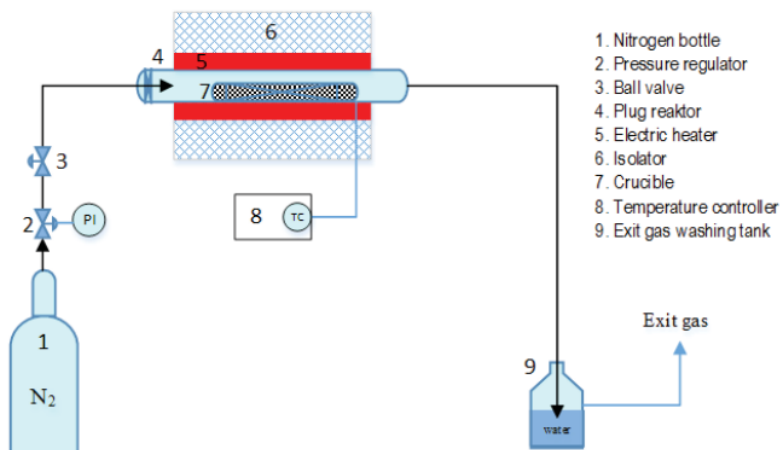 6
4
5
7
3
2
PI
8
TC
1
N2
9
water
Exit gas
1. Nitrogen bottle
2. Pressure regulator
3. Ball valve
4. Plug reaktor
5. Electric heater
6. Isolator
7. Crucible
8. Temperature controller
9. Exit gas washing tank